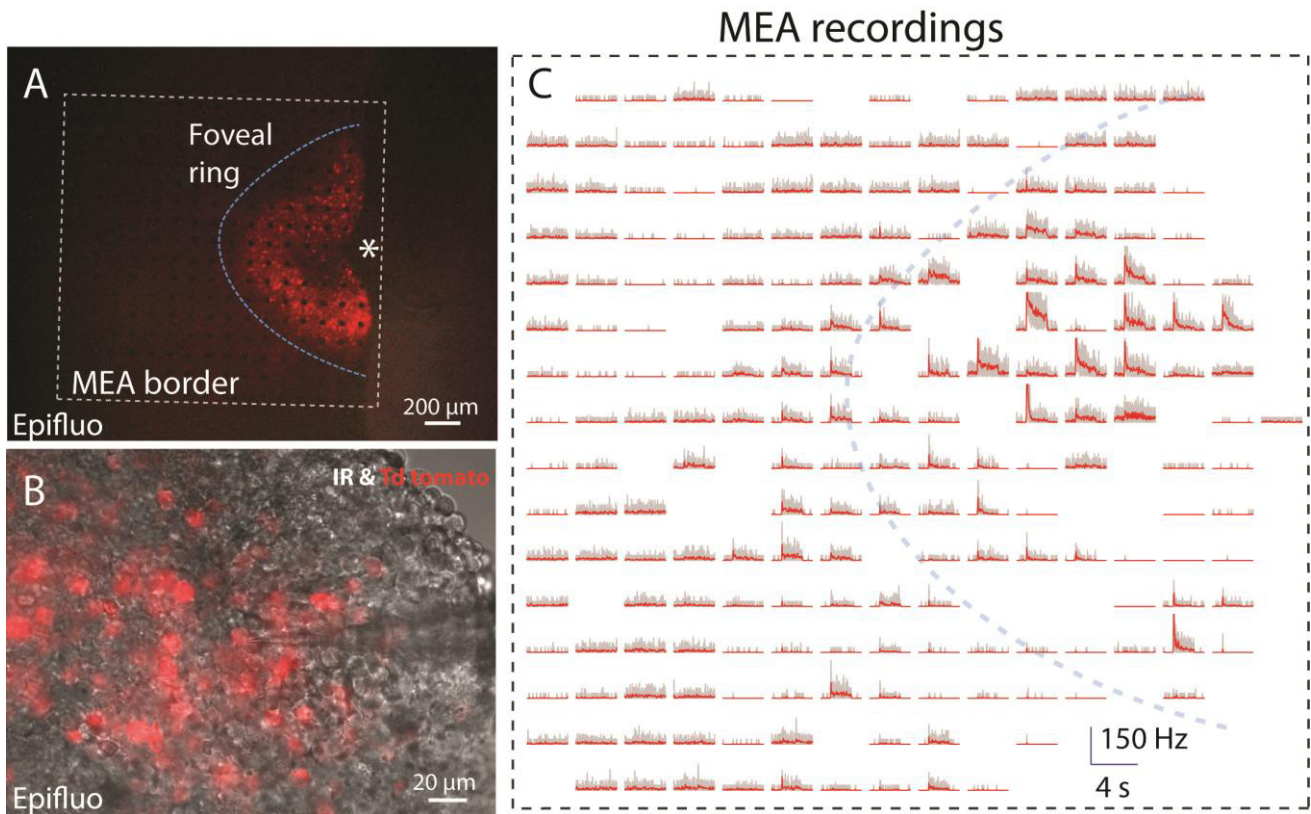 MEA recordings
A
Foveal
ring
*
MEA border
200 µm
Epifluo
B
IR & Td tomato
20 µm
Epifluo
C
150 Hz
4 s